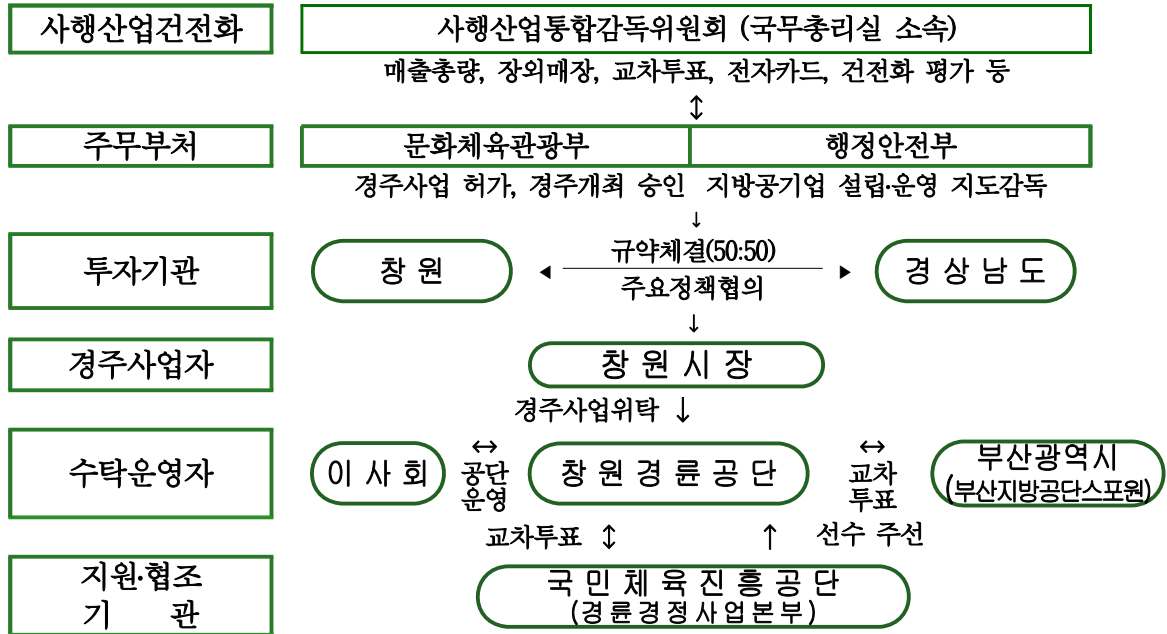 사행산업건전화 사행산업통합감독위원회 (국무총리실 소속)
매출총량, 장외매장, 교차투표, 전자카드, 건전화 평가 등
↕
주무부처 문화체육관광부 행정안전부
경주사업 허가, 경주개최 승인 지방공기업 설립·운영 지도감독
↓
투자기관 창 원 ◀ 규약체결(50:50) ▶ 경 상 남 도
주요정책협의
↓
경주사업자 창 원 시 장
경주사업위탁 ↓
수탁운영자 이 사 회 ↔ 공단 운영 창 원 경 륜 공 단 ↔ 교차 투표 부산광역시
(부산지방공단스포원)
교차투표 ↕ ↑ 선수 주선
지원·협조 국 민 체 육 진 흥 공 단
기 관 (경륜경정사업본부)